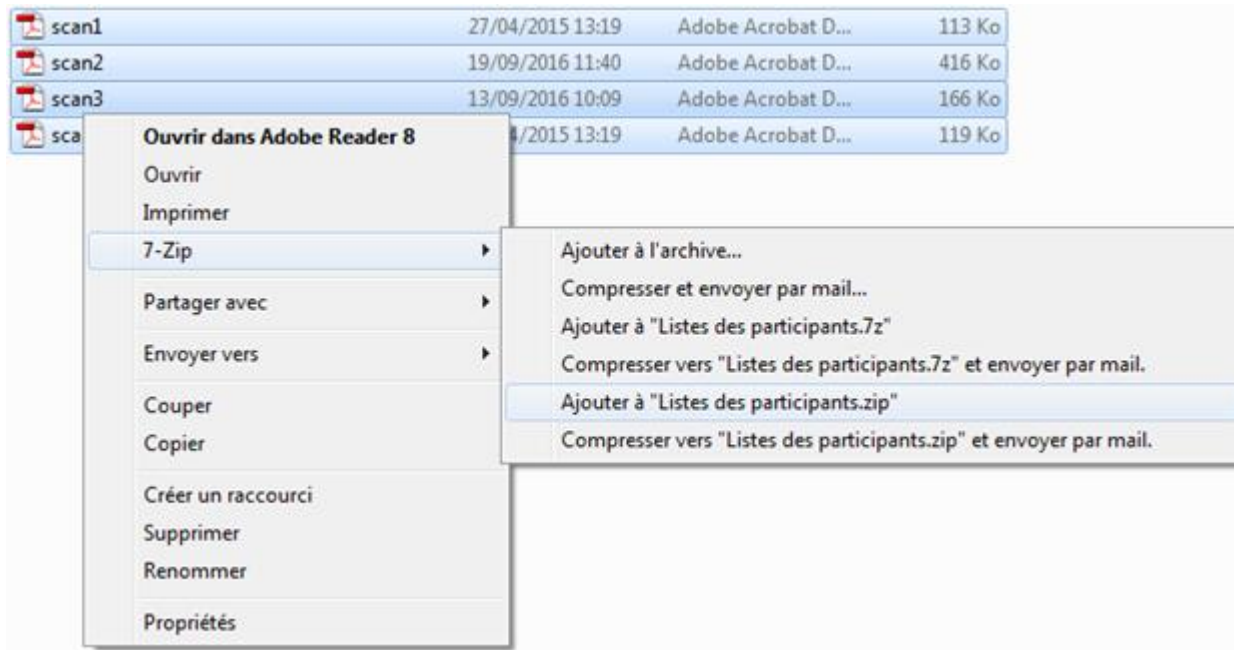 scan1 27/04/2015 13:19 Adobe Acrobat D... 113 Ko
scan2 19/09/2016 11:40 Adobe Acrobat D... 416 Ko
scan3 13/09/2016 10:09 Adobe Acrobat D... 166 Ko
sca 4/2015 13:19 Adobe Acrobat D... 119 Ko
Ouvrir dans Adobe Reader 8
Ouvrir
Imprimer
7-Zip
Partager avec
Envoyer vers
Couper
Copier
Créer un raccourci
Supprimer
Renommer
Propriétés
Ajouter à l'archive...
Compresser et envoyer par mail...
Ajouter à "Listes des participants.7z"
Compresser vers "Listes des participants.7z" et envoyer par mail.
Ajouter à "Listes des participants.zip"
Compresser vers "Listes des participants.zip" et envoyer par mail.